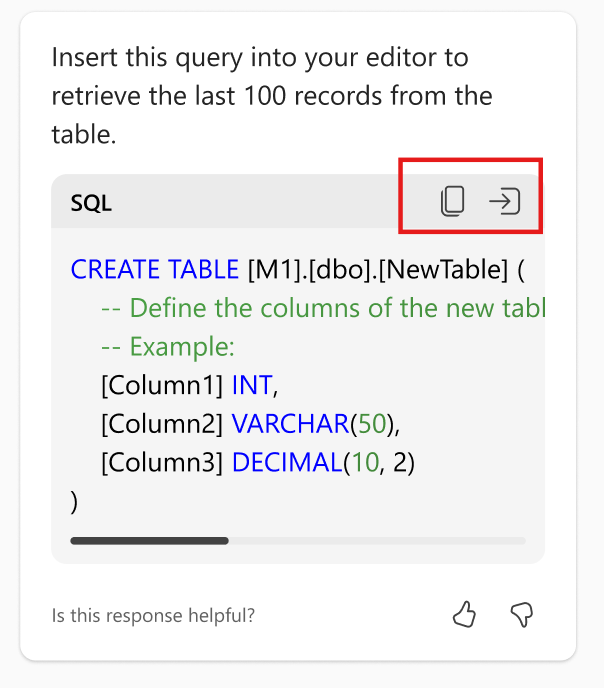 Insert this query into your editor to
retrieve the last 100 records from the
table.
SQL
CREATE TABLE [M1].[dbo].[NewTable] (
-- Define the columns of the new tabl
-- Example:
[Column1] INT,
[Column2] VARCHAR(50),
[Column3] DECIMAL(10, 2)
)
Is this response helpful?